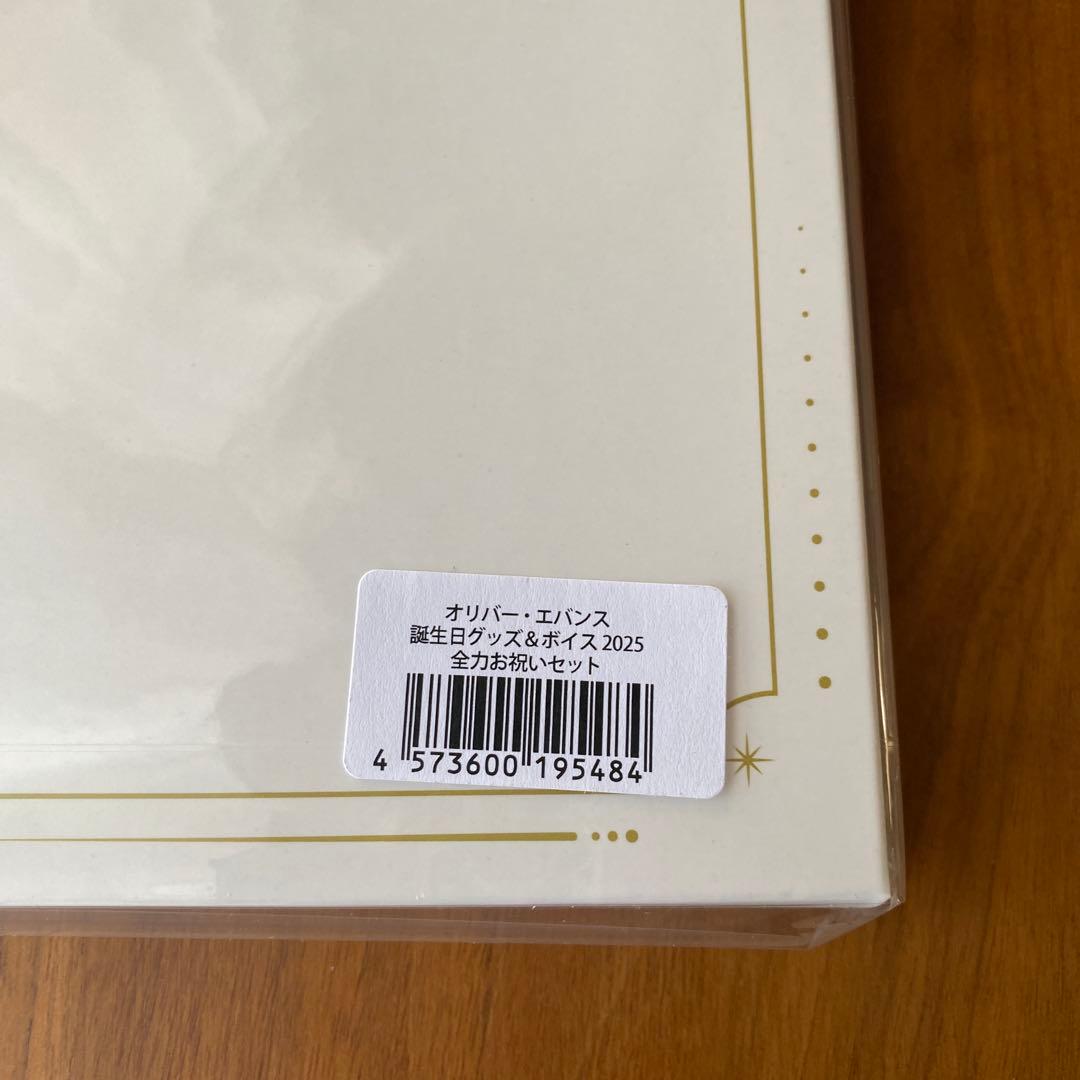 オリバー・エバンス
誕生日グッズ&ボイス 2025
全力お祝いセット
4 573600 195484